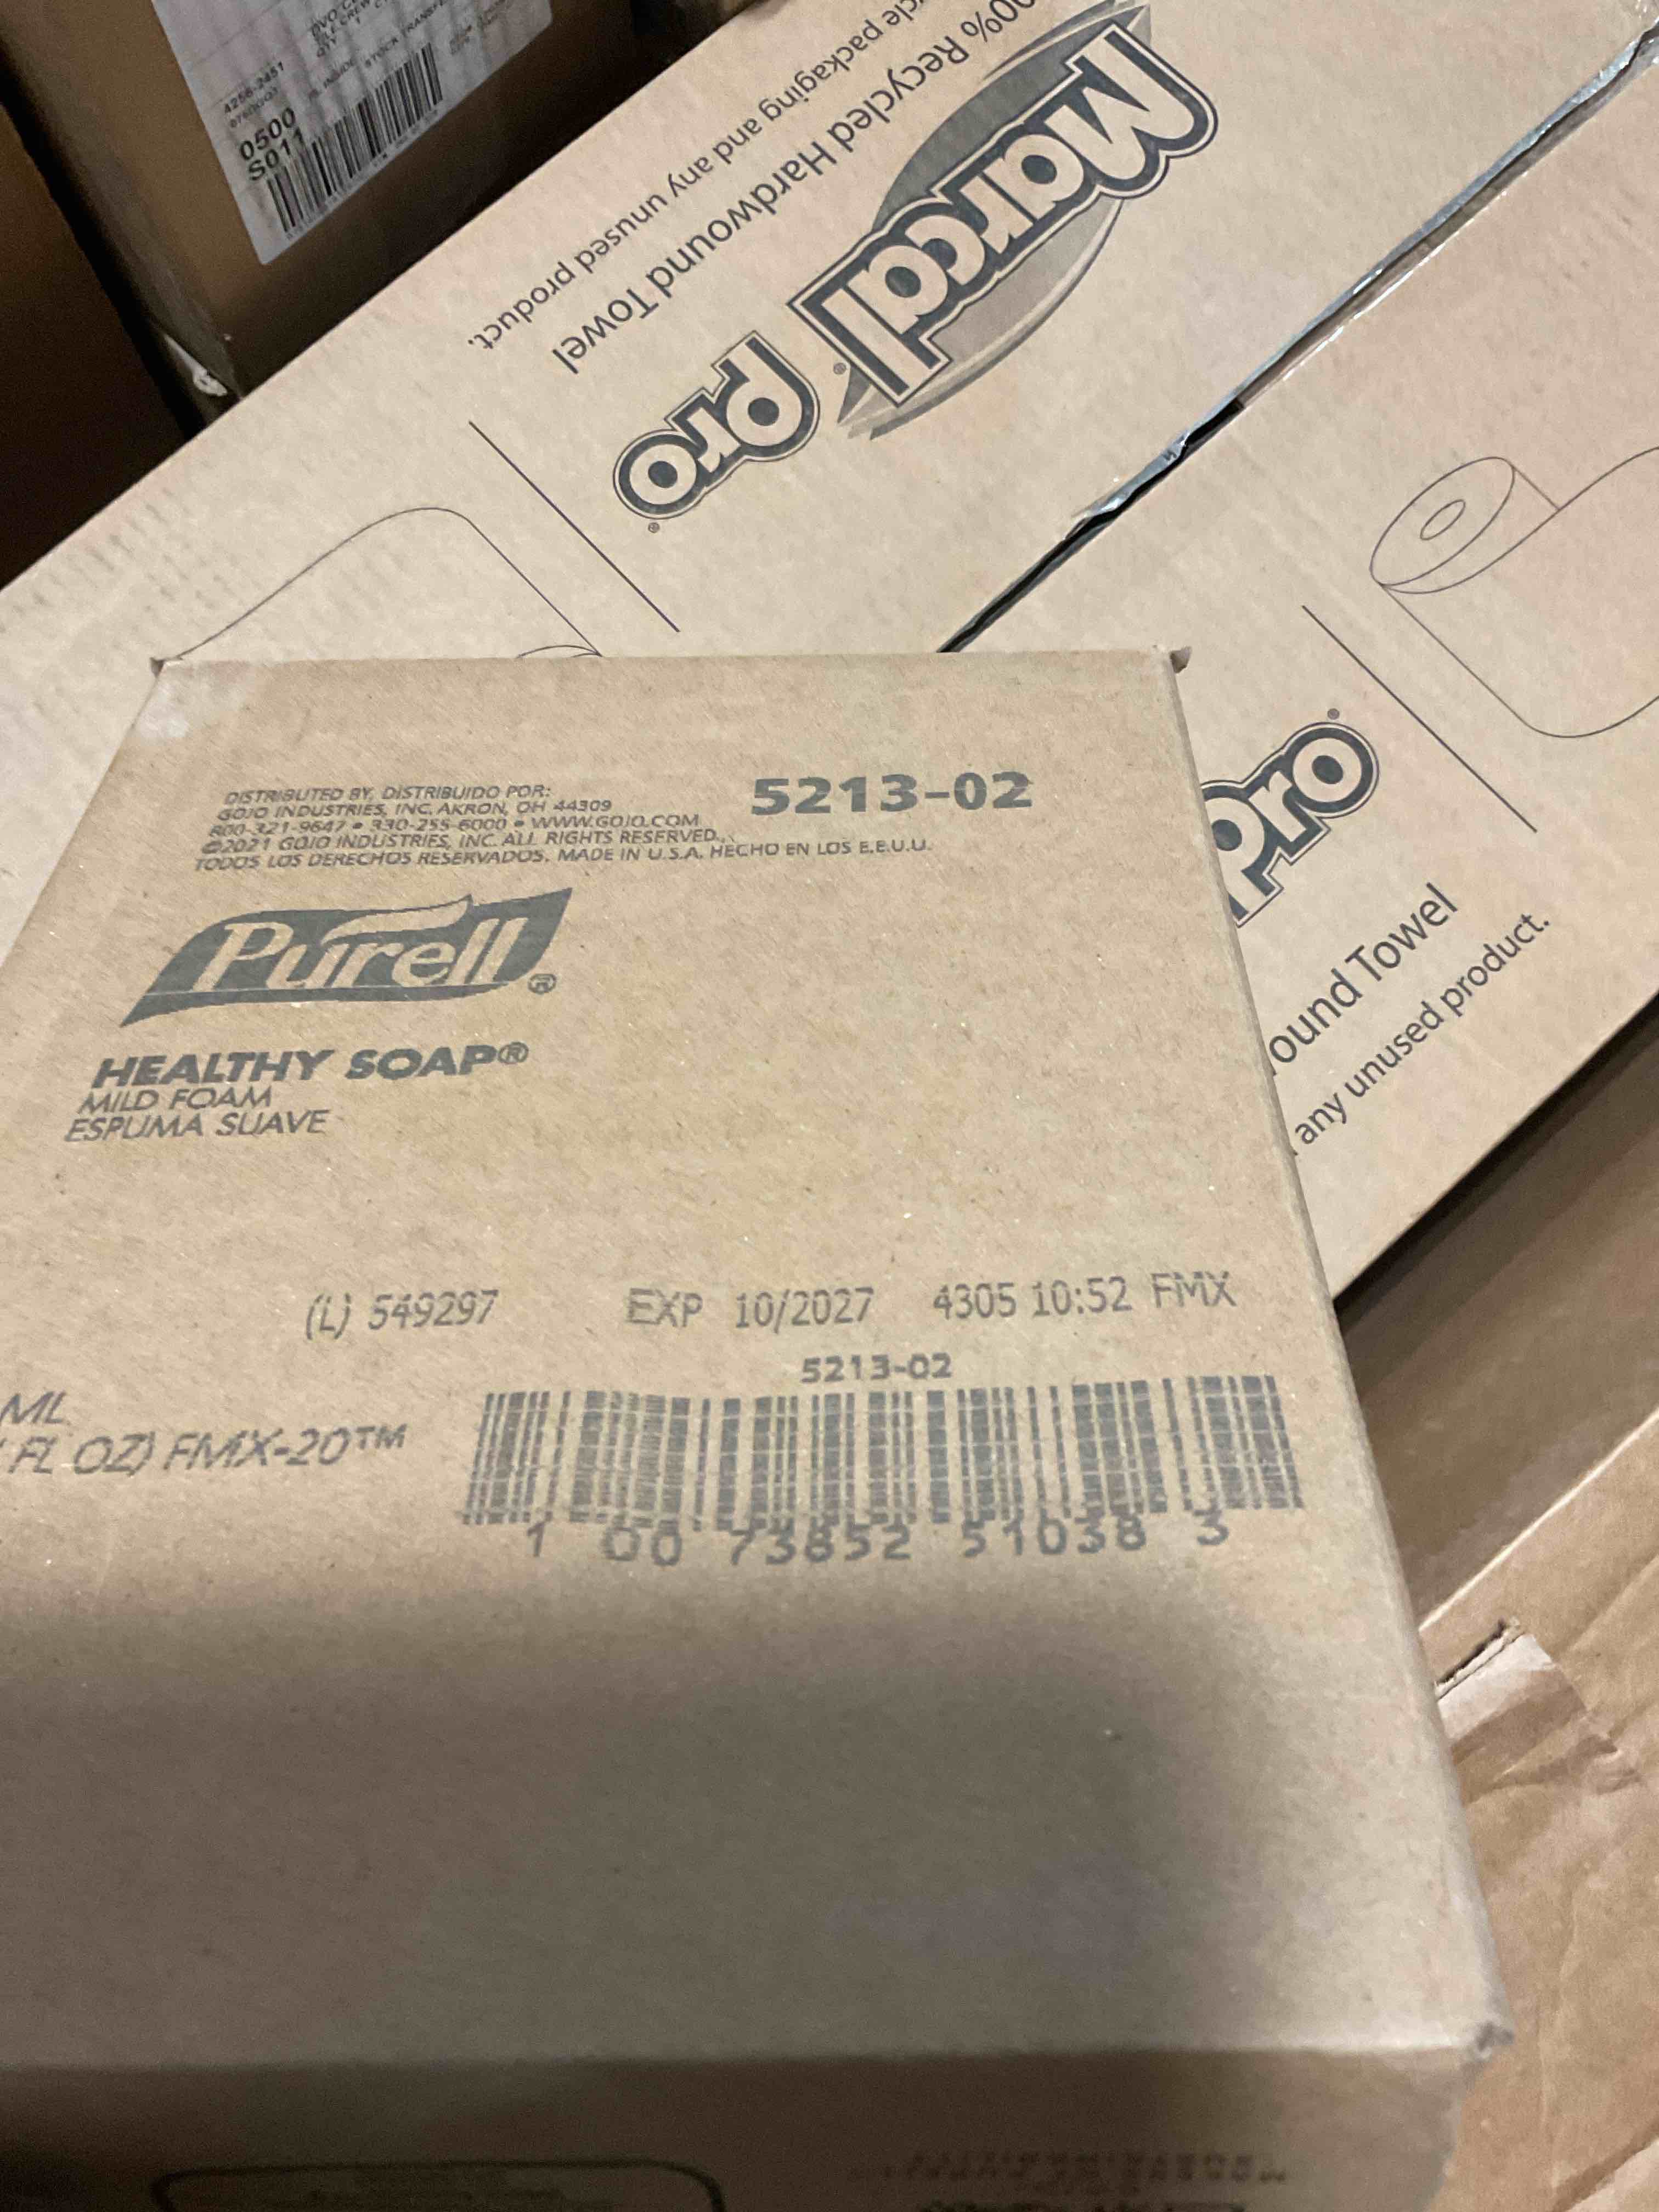 4256-2451
0500
S011
100% Recycled Hardwound Towel
packaging and any unused product.
Marcal
Pro®
Pro®
Towel
any unused product.
DISTRIBUTED BY, DISTRIBUIDO POR:
GOJO INDUSTRIES, INC. AKRON, OH 44309
800-321-9647 • 330-255-6000 • WWW.GOJO.COM
©2021 GOJO INDUSTRIES, INC. ALL RIGHTS RESERVED.
TODOS LOS DERECHOS RESERVADOS. MADE IN U.S.A. HECHO EN LOS E.E.U.U.
5213-02
Purell®
HEALTHY SOAP®
MILD FOAM
ESPUMA SUAVE
(L) 549297 EXP 10/2027 4305 10:52 FMX
5213-02
ML
FL OZ) FMX-20™
1 00 73852 51038 3